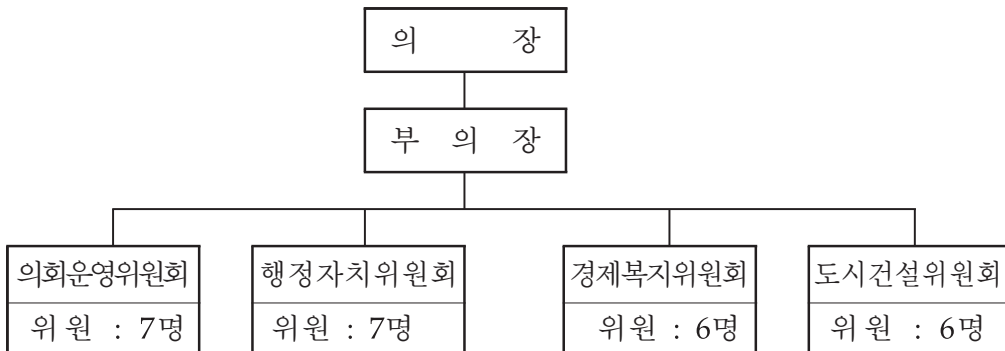 의 장
부 의 장
의회운영위원회
위원 : 7명
행정자치위원회
위원 : 7명
경제복지위원회
위원 : 6명
도시건설위원회
위원 : 6명